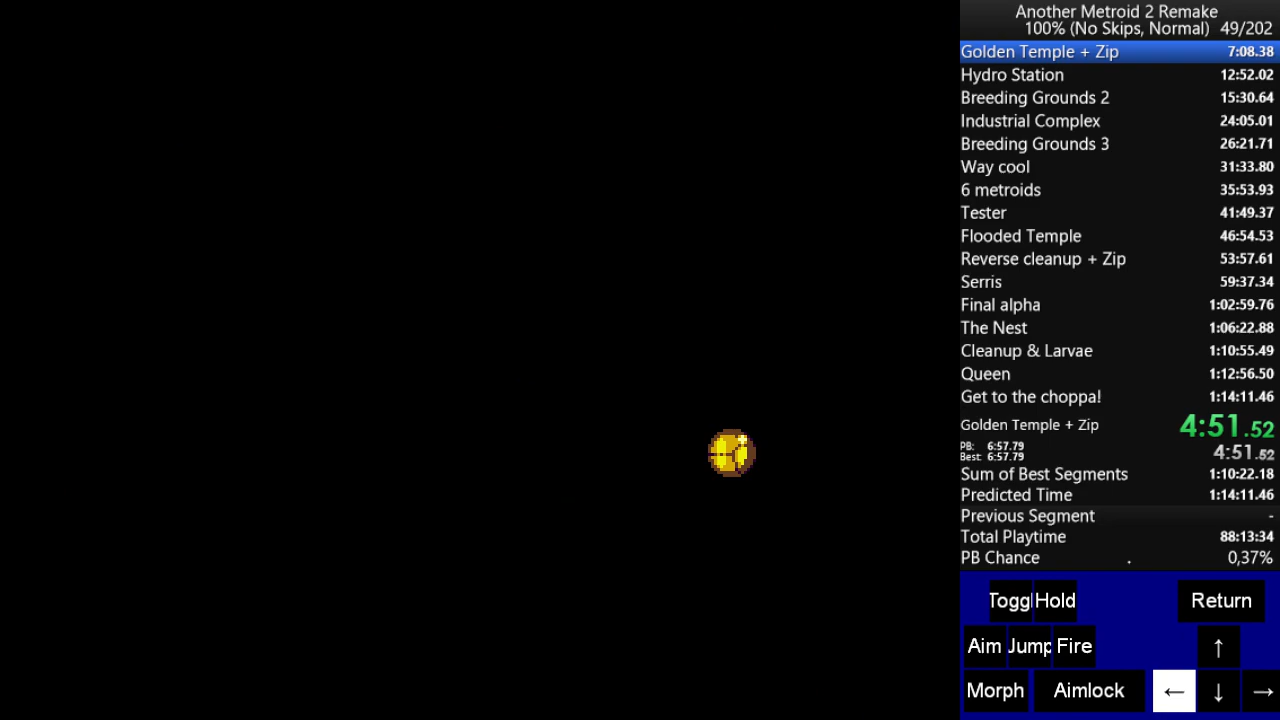 Another Metroid 2 Remake
100% (No Skips, Normal) 49/202
Golden Temple + Zip 7:08.38
Hydro Station 12:52.02
Breeding Grounds 2 15:30.64
Industrial Complex 24:05.01
Breeding Grounds 3 26:21.71
Way cool 31:33.80
6 metroids 35:53.93
Tester 41:49.37
Flooded Temple 46:54.53
Reverse cleanup + Zip 53:57.61
Serris 59:37.34
Final alpha 1:02:59.76
The Nest 1:06:22.88
Cleanup & Larvae 1:10:55.49
Queen 1:12:56.50
Get to the choppa! 1:14:11.46
Golden Temple + Zip 4:51.52
PB: 6:57.79
Best: 6:57.79 4:51.52
Sum of Best Segments 1:10:22.18
Predicted Time 1:14:11.46
Previous Segment -
Total Playtime 88:13:34
PB Chance . 0,37%
Toggl Hold Return
Aim Jump Fire ↑
Morph Aimlock ← ↓ →